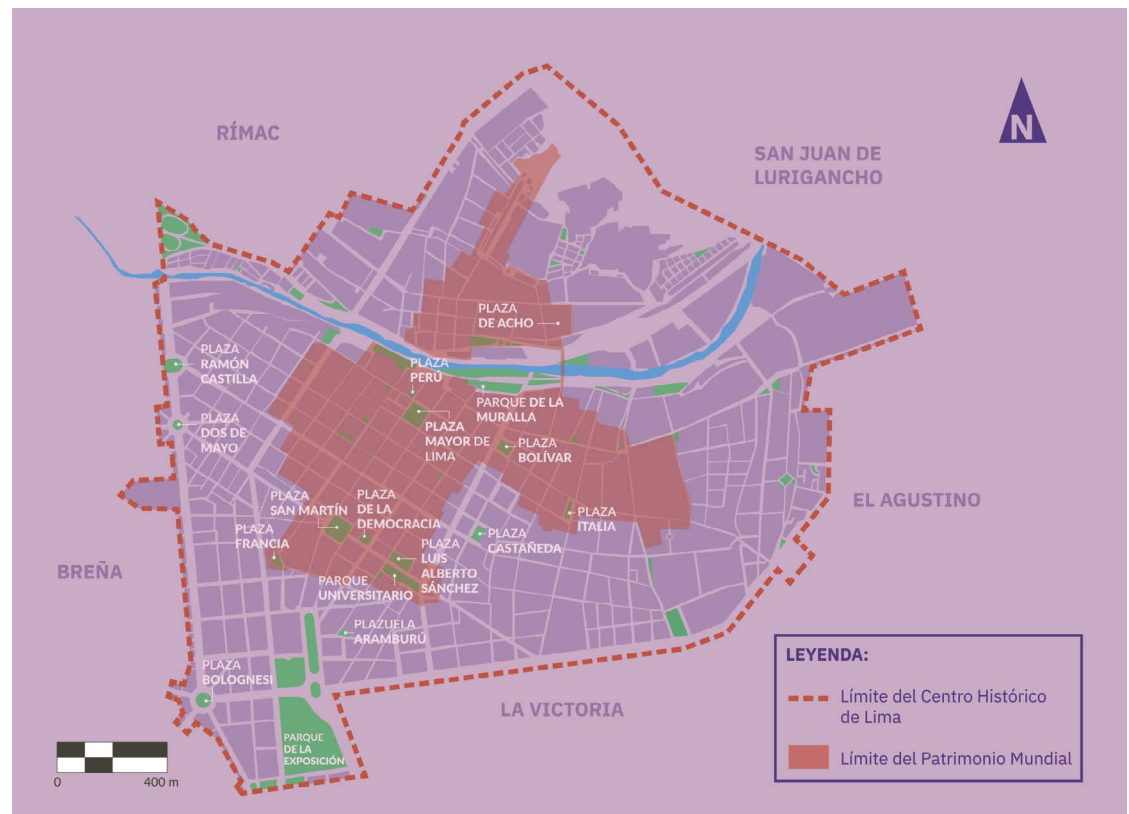 RÍMAC
N
SAN JUAN DE
LURIGANCHO
PLAZA
DE ACHO
PLAZA
RAMÓN
CASTILLA
PLAZA
PERÚ
PARQUE DE LA
MURALLA
PLAZA
DOS DE
MAYO
PLAZA
MAYOR DE
LIMA
PLAZA
BOLÍVAR
PLAZA
SAN MARTÍN
PLAZA
DE LA
DEMOCRACIA
PLAZA
ITALIA
EL AGUSTINO
PLAZA
FRANCIA
PLAZA
LUIS
ALBERTO
SÁNCHEZ
PLAZA
CASTAÑEDA
BREÑA
PARQUE
UNIVERSITARIO
PLAZUELA
ARAMBURÚ
PLAZA
BOLOGNESI
LA VICTORIA
PARQUE
DE LA
EXPOSICIÓN
0 400 m
LEYENDA:
Límite del Centro Histórico
de Lima
Límite del Patrimonio Mundial